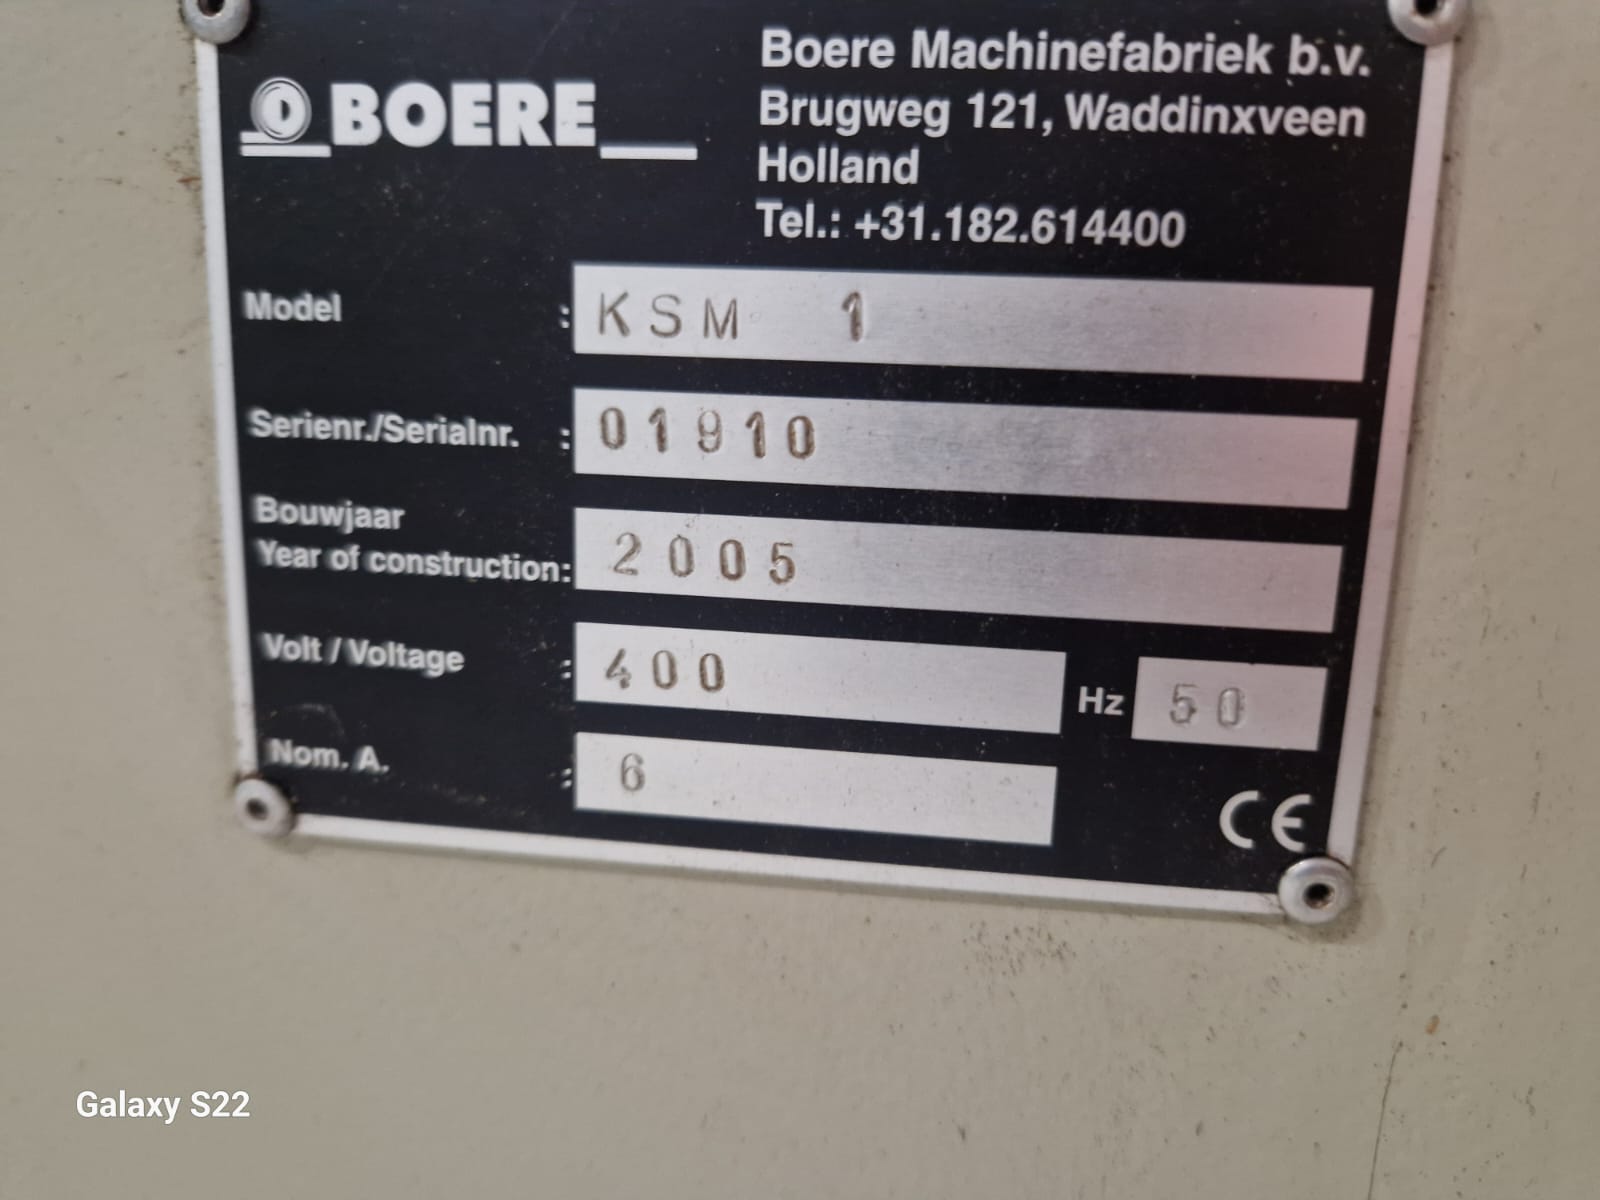 BOERE
Boere Machinefabriek b.v.
Brugweg 121, Waddinxveen
Holland
Tel.: +31.182.614400
Model : KSM 1
Serienr./Serialnr. : 01910
Bouwjaar
Year of construction: 2005
Volt / Voltage : 400 Hz 50
Nom. A. : 6
CE
Galaxy S22